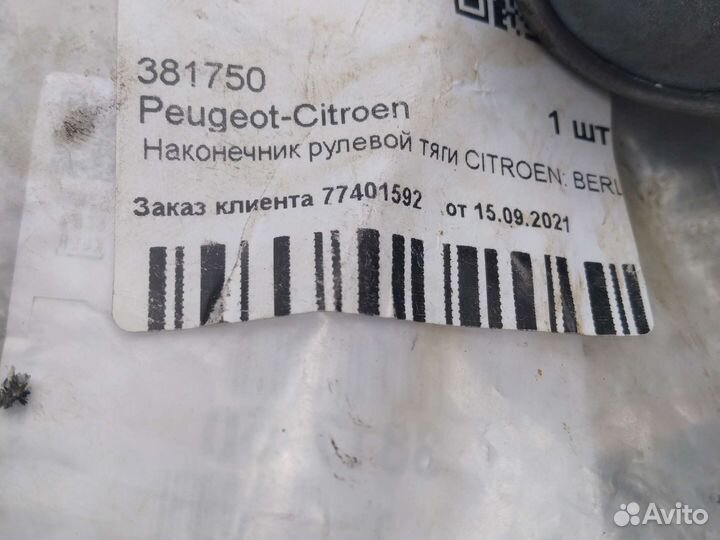 381750
Peugeot-Citroen 1 шт
Наконечник рулевой тяги CITROEN: BERL
Заказ клиента 77401592 от 15.09.2021
Avito